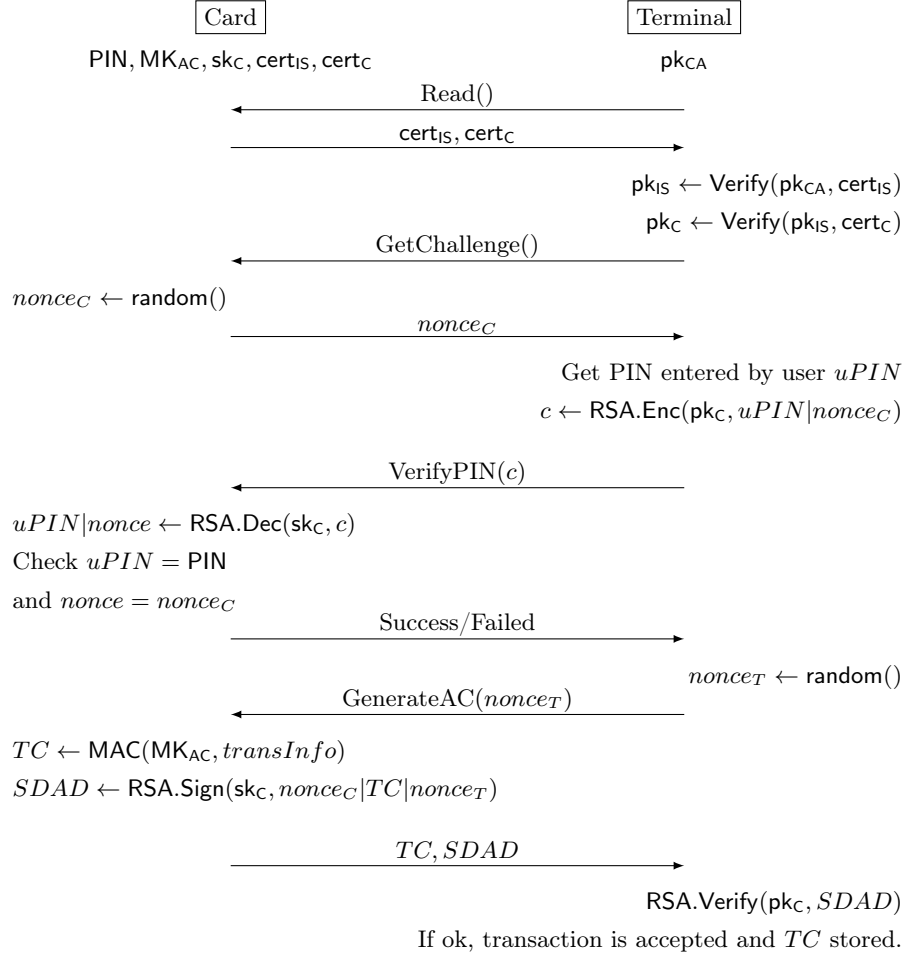 Card Terminal
PIN, MK_AC, sk_C, cert_IS, cert_C pk_CA
Read()
cert_IS, cert_C
pk_IS ← Verify(pk_CA, cert_IS)
pk_C ← Verify(pk_IS, cert_C)
GetChallenge()
nonce_C ← random()
nonce_C
Get PIN entered by user uPIN
c ← RSA.Enc(pk_C, uPIN|nonce_C)
VerifyPIN(c)
uPIN|nonce ← RSA.Dec(sk_C, c)
Check uPIN = PIN
and nonce = nonce_C
Success/Failed
nonce_T ← random()
GenerateAC(nonce_T)
TC ← MAC(MK_AC, transInfo)
SDAD ← RSA.Sign(sk_C, nonce_C|TC|nonce_T)
TC, SDAD
RSA.Verify(pk_C, SDAD)
If ok, transaction is accepted and TC stored.